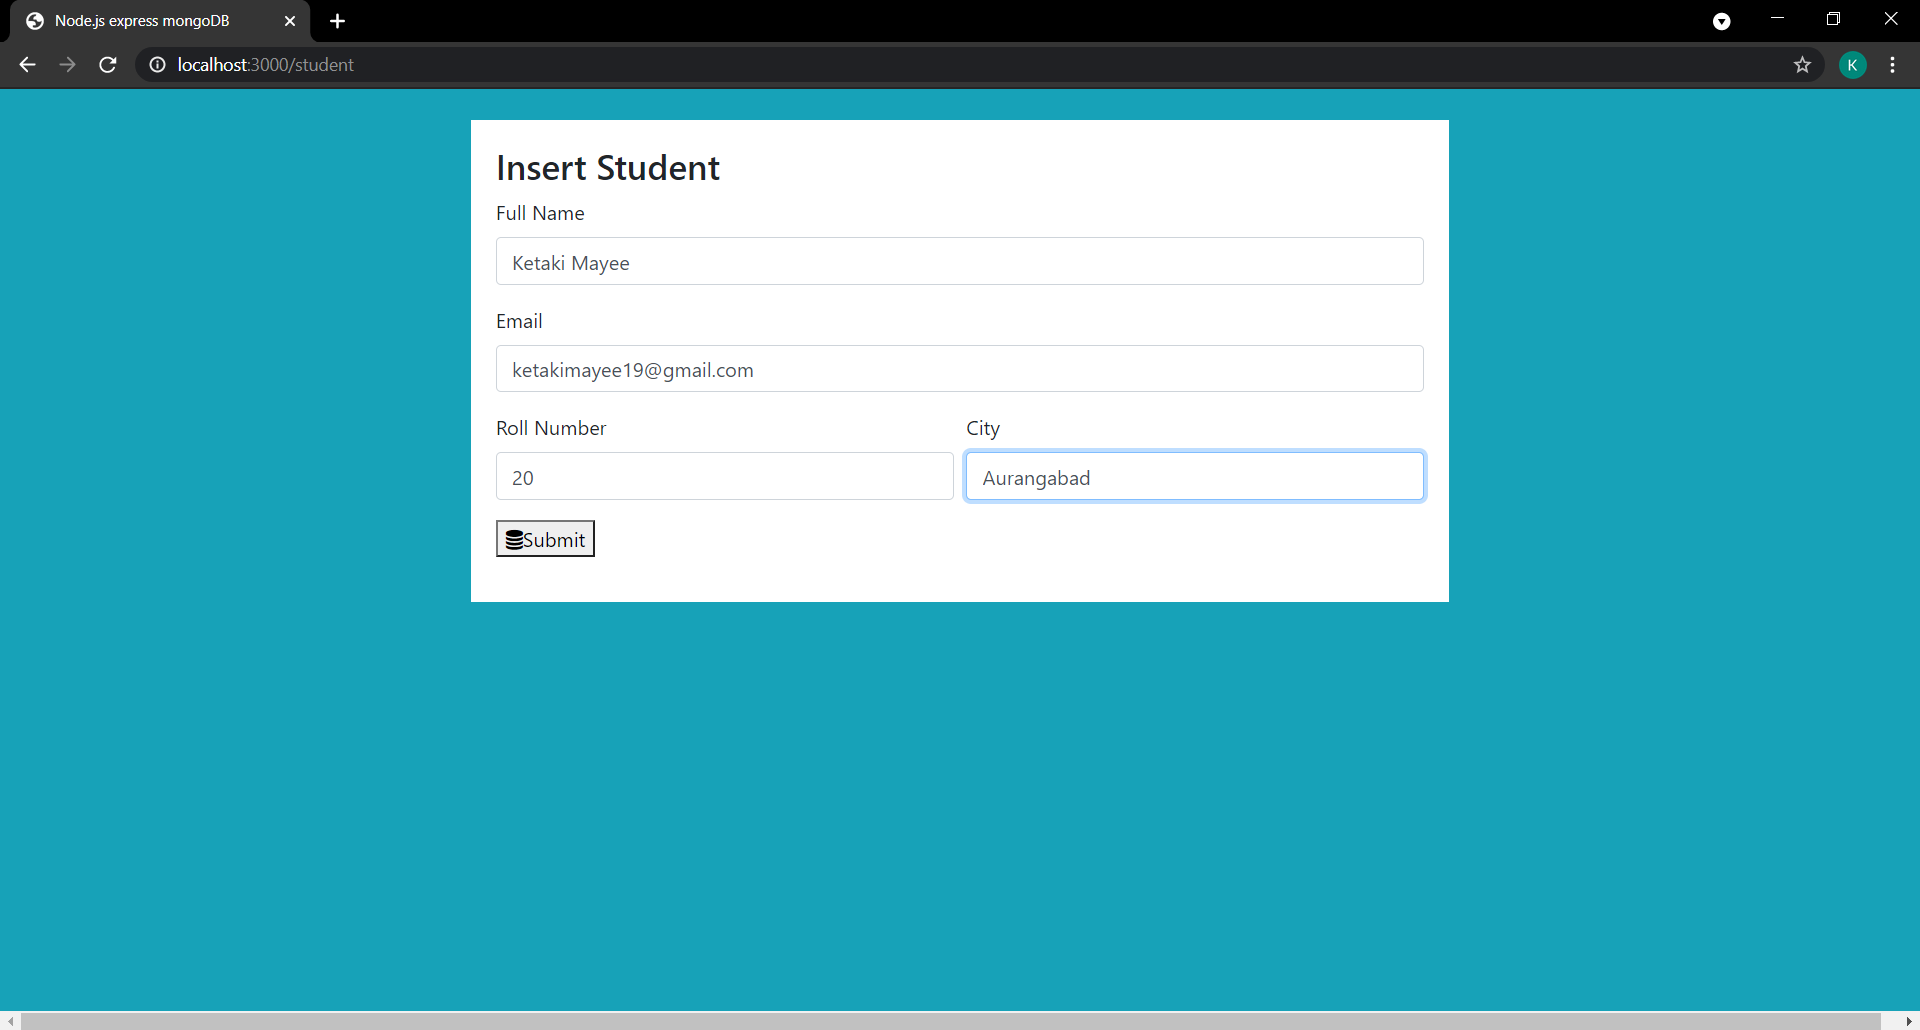 Node.js express mongoDB
localhost:3000/student
K
Insert Student
Full Name
Ketaki Mayee
Email
ketakimayee19@gmail.com
Roll Number City
20 Aurangabad
Submit